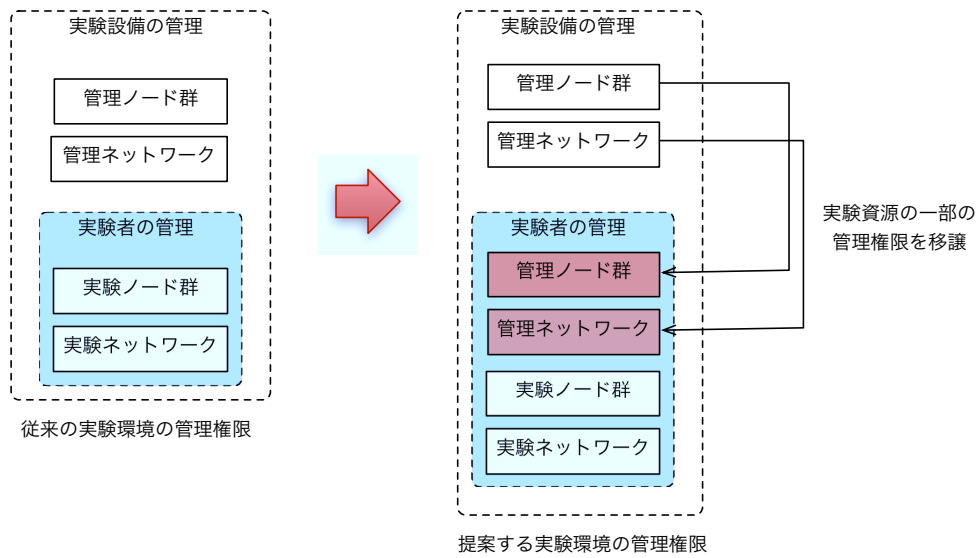 実験設備の管理
管理ノード群
管理ネットワーク
実験者の管理
実験ノード群
実験ネットワーク
従来の実験環境の管理権限
実験設備の管理
管理ノード群
管理ネットワーク
実験者の管理
管理ノード群
管理ネットワーク
実験ノード群
実験ネットワーク
提案する実験環境の管理権限
実験資源の一部の
管理権限を移譲